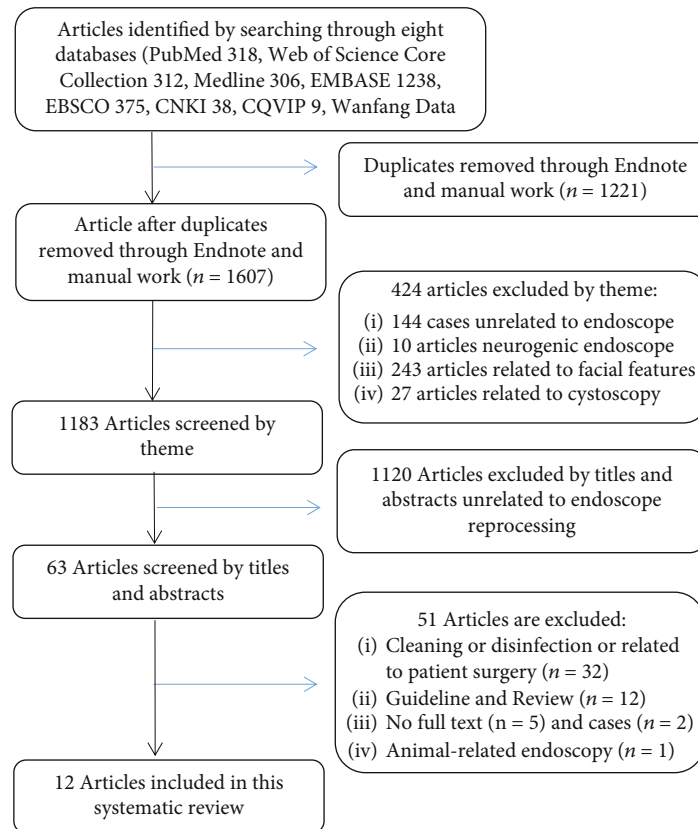 Articles identified by searching through eight
databases (PubMed 318, Web of Science Core
Collection 312, Medline 306, EMBASE 1238,
EBSCO 375, CNKI 38, CQVIP 9, Wanfang Data
Duplicates removed through Endnote
and manual work (n = 1221)
Article after duplicates
removed through Endnote and
manual work (n = 1607)
424 articles excluded by theme:
(i) 144 cases unrelated to endoscope
(ii) 10 articles neurogenic endoscope
(iii) 243 articles related to facial features
(iv) 27 articles related to cystoscopy
1183 Articles screened by
theme
1120 Articles excluded by titles and
abstracts unrelated to endoscope
reprocessing
63 Articles screened by titles
and abstracts
51 Articles are excluded:
(i) Cleaning or disinfection or related
to patient surgery (n = 32)
(ii) Guideline and Review (n = 12)
(iii) No full text (n = 5) and cases (n = 2)
(iv) Animal-related endoscopy (n = 1)
12 Articles included in this
systematic review